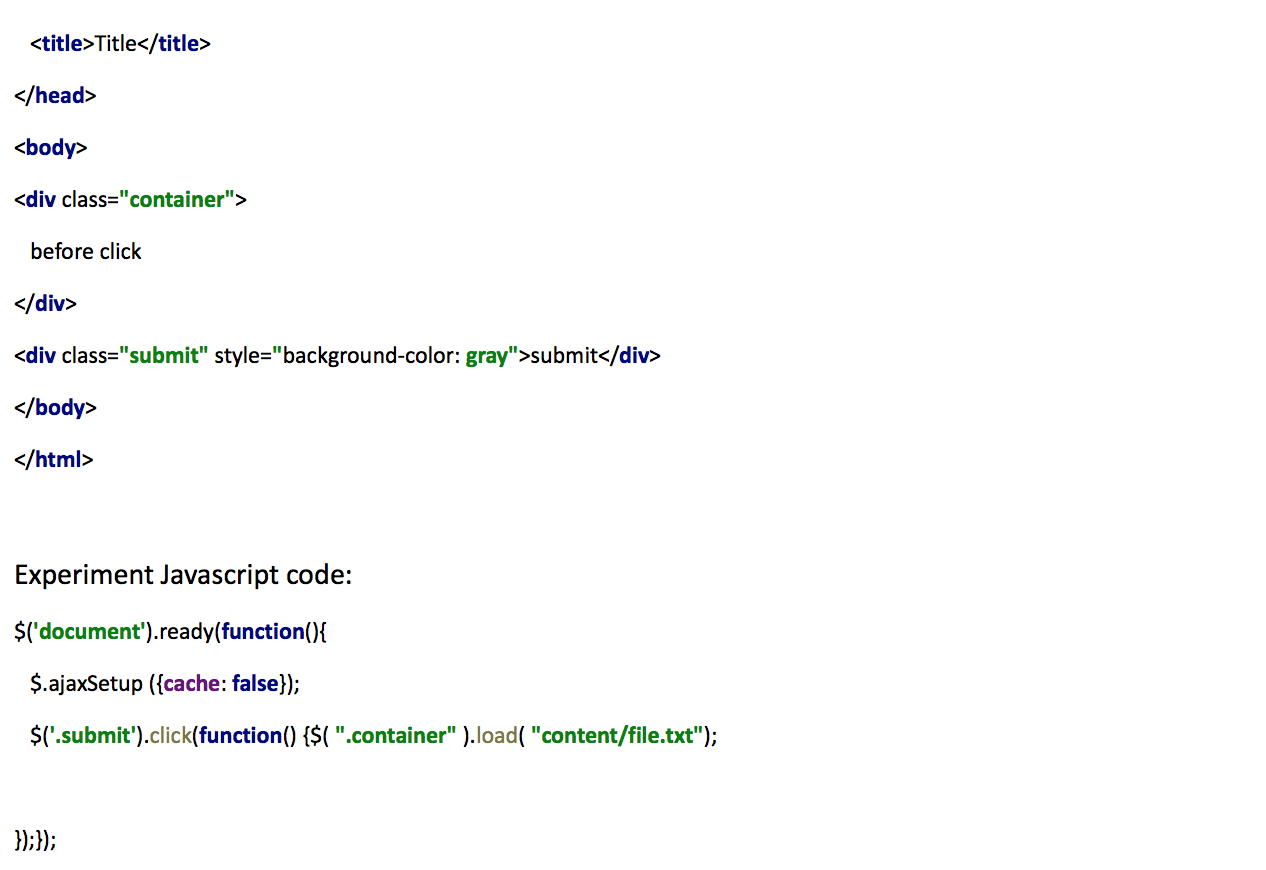 <title>Title</title>
</head>
<body>
<div class="container">
before click
</div>
<div class="submit" style="background-color: gray">submit</div>
</body>
</html>
Experiment Javascript code:
$('document').ready(function(){
$.ajaxSetup ({cache: false});
$('.submit').click(function() {$( ".container" ).load( "content/file.txt");
});});